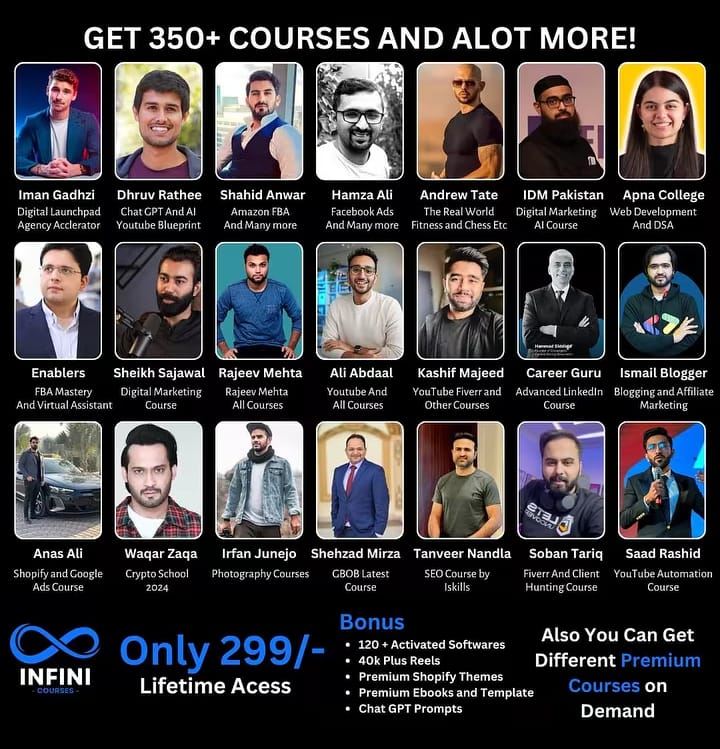 GET 350+ COURSES AND ALOT MORE!
Iman Gadhzi
Digital Launchpad
Agency Acclerator
Dhruv Rathee
Chat GPT And AI
Youtube Blueprint
Shahid Anwar
Amazon FBA
And Many more
Hamza Ali
Facebook Ads
And Many more
Andrew Tate
The Real World
Fitness and Chess Etc
IDM Pakistan
Digital Marketing
AI Course
Apna College
Web Development
And DSA
Enablers
FBA Mastery
And Virtual Assistant
Sheikh Sajawal
Digital Marketing
Course
Rajeev Mehta
Rajeev Mehta
All Courses
Ali Abdaal
Youtube And
All Courses
Kashif Majeed
YouTube Fiverr and
Other Courses
Career Guru
Advanced LinkedIn
Course
Ismail Blogger
Blogging and Affiliate
Marketing
Anas Ali
Shopify and Google
Ads Course
Waqar Zaqa
Crypto School
2024
Irfan Junejo
Photography Courses
Shehzad Mirza
GBOB Latest
Course
Tanveer Nandla
SEO Course by
Iskills
LETS
UNCOVER
Soban Tariq
Fiverr And Client
Hunting Course
Saad Rashid
YouTube Automation
Course
INFINI
- COURSES -
Only 299/-
Lifetime Acess
Bonus
• 120 + Activated Softwares
• 40k Plus Reels
• Premium Shopify Themes
• Premium Ebooks and Template
• Chat GPT Prompts
Also You Can Get
Different Premium
Courses on
Demand